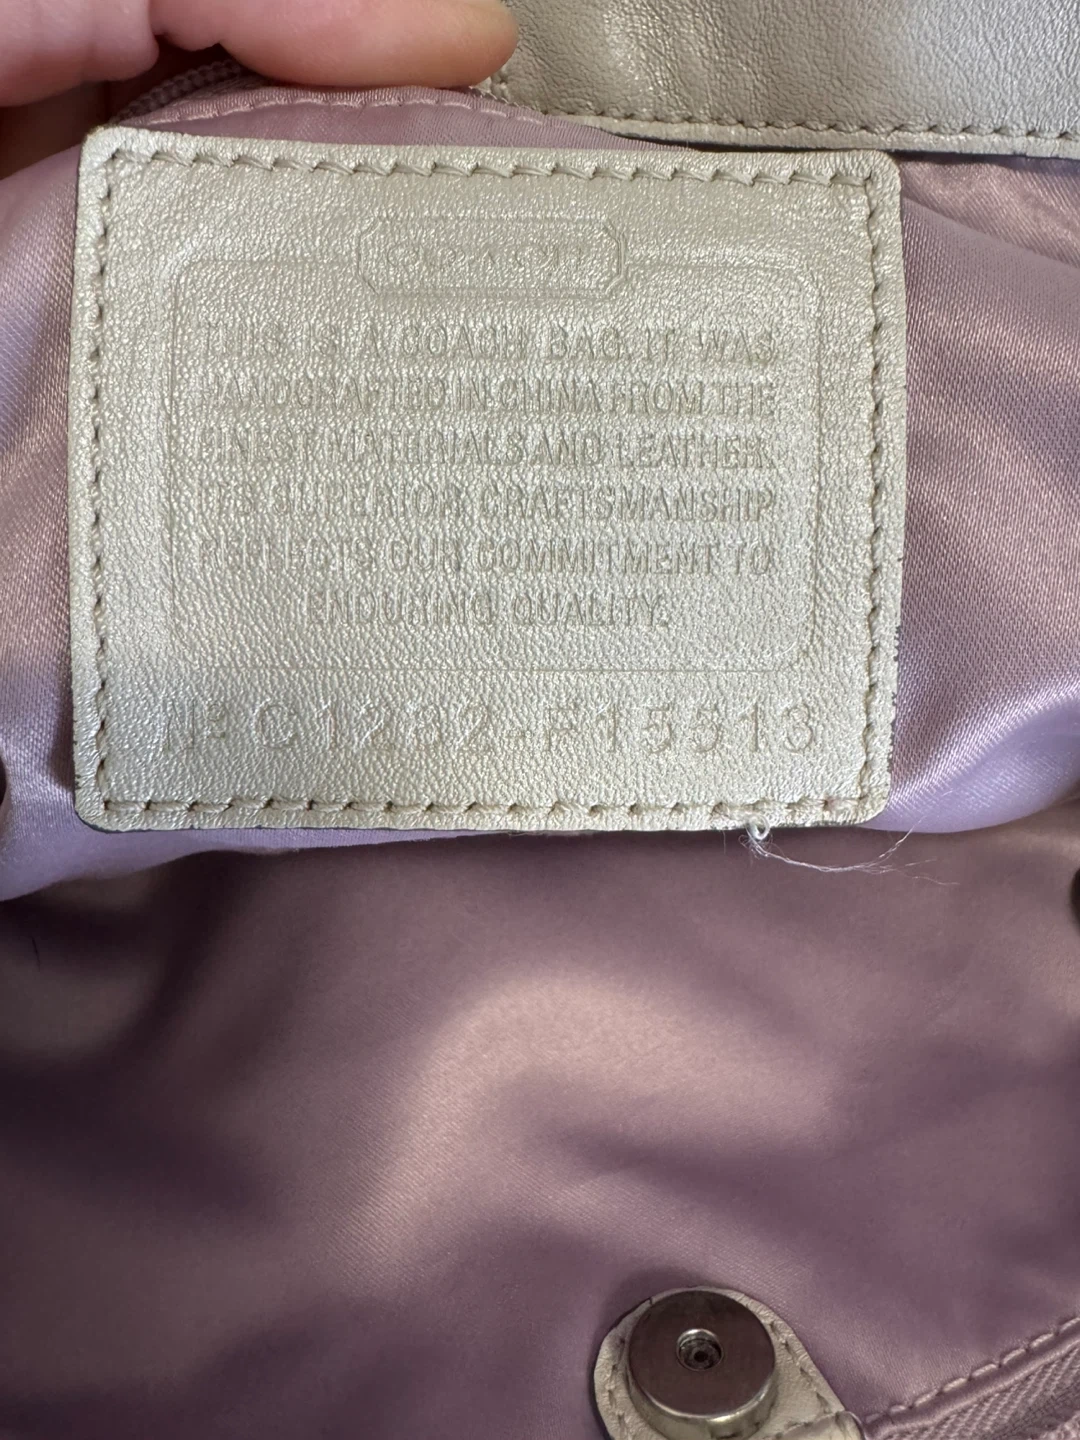 COACH
THIS IS A COACH BAG. IT WAS
HANDCRAFTED IN CHINA FROM THE
FINEST MATERIALS AND LEATHER.
ITS SUPERIOR CRAFTSMANSHIP
REFLECTS OUR COMMITMENT TO
ENDURING QUALITY.
Nº C1282-F15513